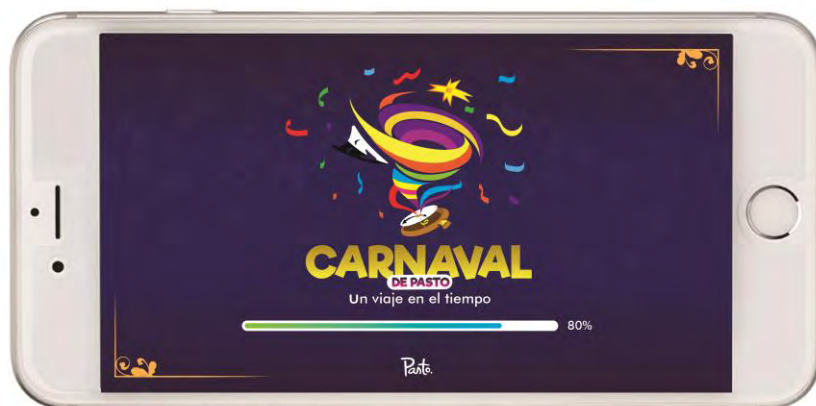 CARNAVAL
DE PASTO
Un viaje en el tiempo
80%
Pasto.